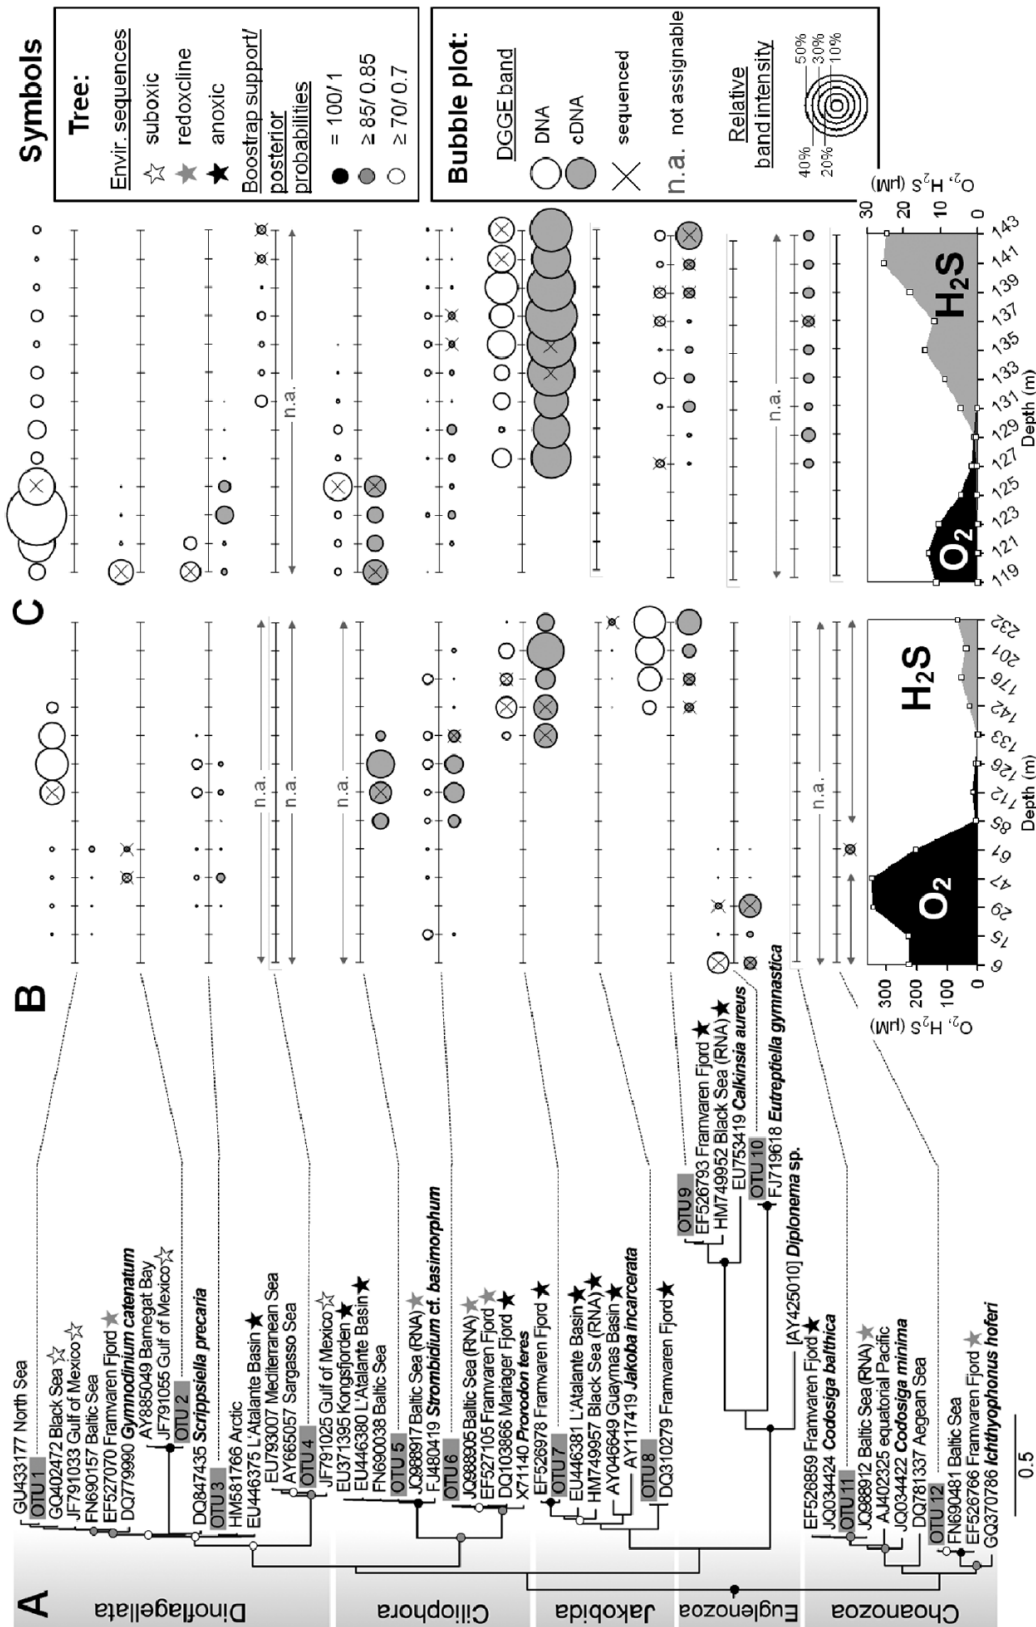 A
Dinoflagellata
Ciliophora
Jakobida
Euglenozoa
Choanozoa
GU433177 North Sea
OTU 1
GQ402472 Black Sea
JF791033 Gulf of Mexico
FN690157 Baltic Sea
EF527070 Framvaren Fjord
DQ779990 Gymnodinium catenatum
AY885049 Barnegat Bay
JF791055 Gulf of Mexico
OTU 2
DQ847435 Scrippsiella precaria
OTU 3
HM581766 Arctic
EU446375 L'Atalante Basin
EU793007 Mediterranean Sea
AY665057 Sargasso Sea
OTU 4
JF791025 Gulf of Mexico
EU371395 Kongsfjorden
EU446380 L'Atalante Basin
FN690038 Baltic Sea
OTU 5
JQ988917 Baltic Sea (RNA)
FJ480419 Strombidium cf. basimorphum
OTU 6
JQ988905 Baltic Sea (RNA)
EF527105 Framvaren Fjord
DQ103866 Mariager Fjord
X71140 Prorodon teres
EF526978 Framvaren Fjord
OTU 7
EU446381 L'Atalante Basin
HM749957 Black Sea (RNA)
AY046649 Guaymas Basin
AY117419 Jakoba incarcerata
OTU 8
DQ310279 Framvaren Fjord
OTU 9
EF526793 Framvaren Fjord
HM749952 Black Sea (RNA)
EU753419 Calkinsia aureus
OTU 10
FJ719618 Eutreptiella gymnastica
[AY425010] Diplonema sp.
EF526859 Framvaren Fjord
JQ034424 Codosiga balthica
OTU 11
JQ988912 Baltic Sea (RNA)
AJ402325 equatorial Pacific
JQ034422 Codosiga minima
DQ781337 Aegean Sea
OTU 12
FN690481 Baltic Sea
EF526766 Framvaren Fjord
GQ370786 Ichthyophonus hoferi
0.5
B
n.a.
n.a.
n.a.
n.a.
O2
H2S
O2, H2S (µM)
300
200
100
0
6
15
29
47
61
85
112
126
133
142
176
201
232
Depth (m)
C
n.a.
n.a.
O2
H2S
O2, H2S (µM)
30
20
10
0
119
121
123
125
127
129
131
133
135
137
139
141
143
Depth (m)
Symbols
Tree:
Envir. sequences
suboxic
redoxcline
anoxic
Boostrap support/
posterior
probabilities
= 100/ 1
≥ 85/ 0.85
≥ 70/ 0.7
Bubble plot:
DGGE band
DNA
cDNA
sequenced
n.a. not assignable
Relative
band intensity
50%
40%
30%
20%
10%